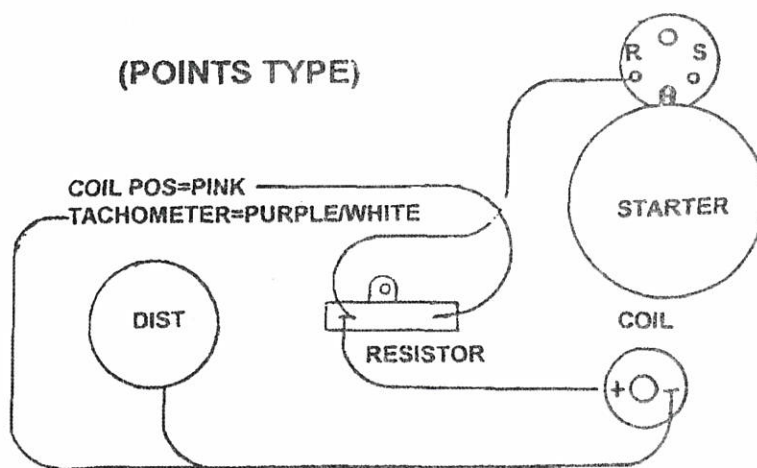 (POINTS TYPE)
R S
COIL POS=PINK
TACHOMETER=PURPLE/WHITE
STARTER
DIST
RESISTOR
COIL
+ -